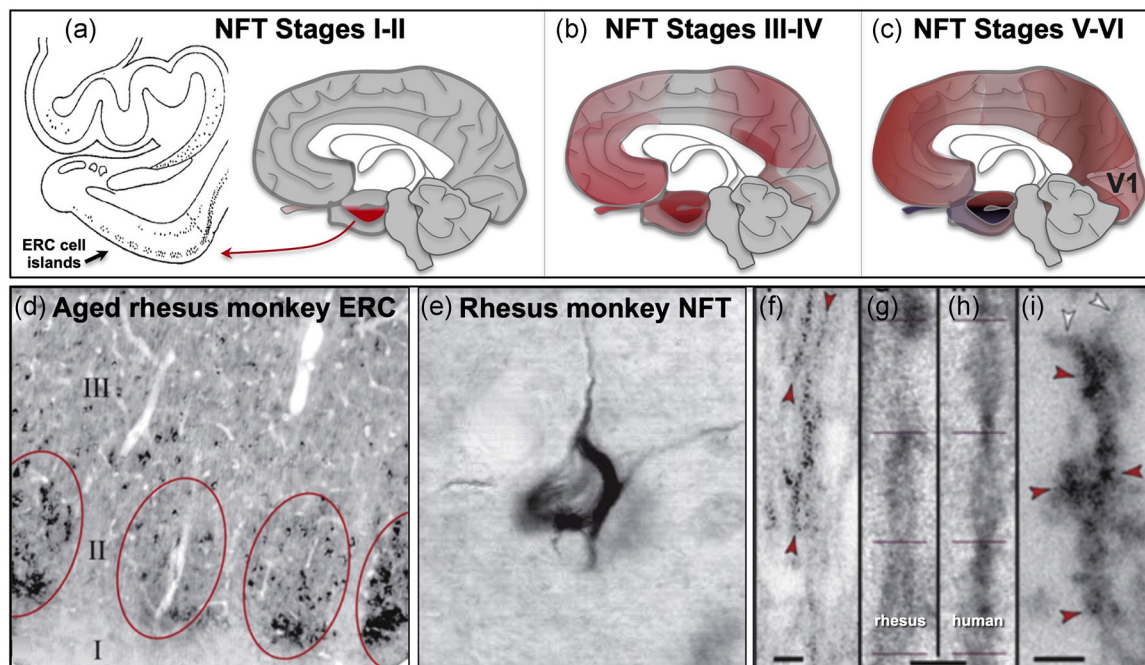 (a) NFT Stages I-II
ERC cell
islands
(b) NFT Stages III-IV
(c) NFT Stages V-VI
V1
(d) Aged rhesus monkey ERC
III
II
I
(e) Rhesus monkey NFT
(f)
(g)
rhesus
(h)
human
(i)